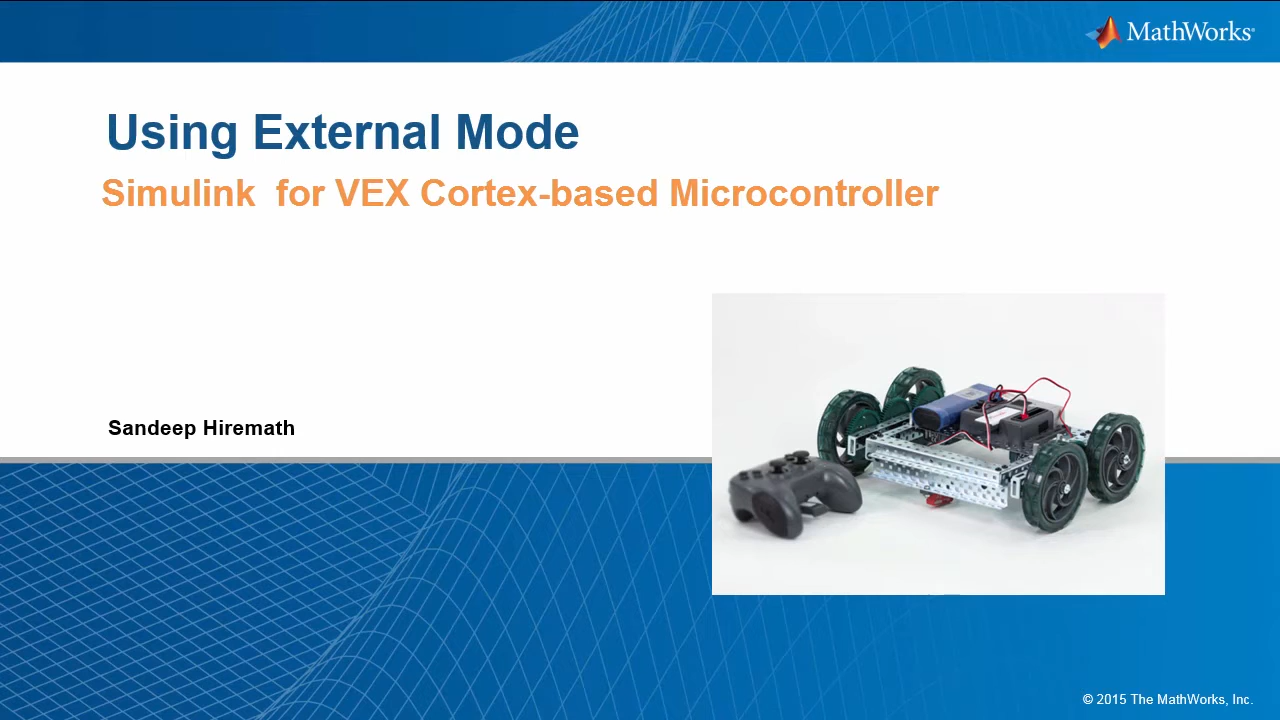 MathWorks®
Using External Mode
Simulink for VEX Cortex-based Microcontroller
Sandeep Hiremath
© 2015 The MathWorks, Inc.